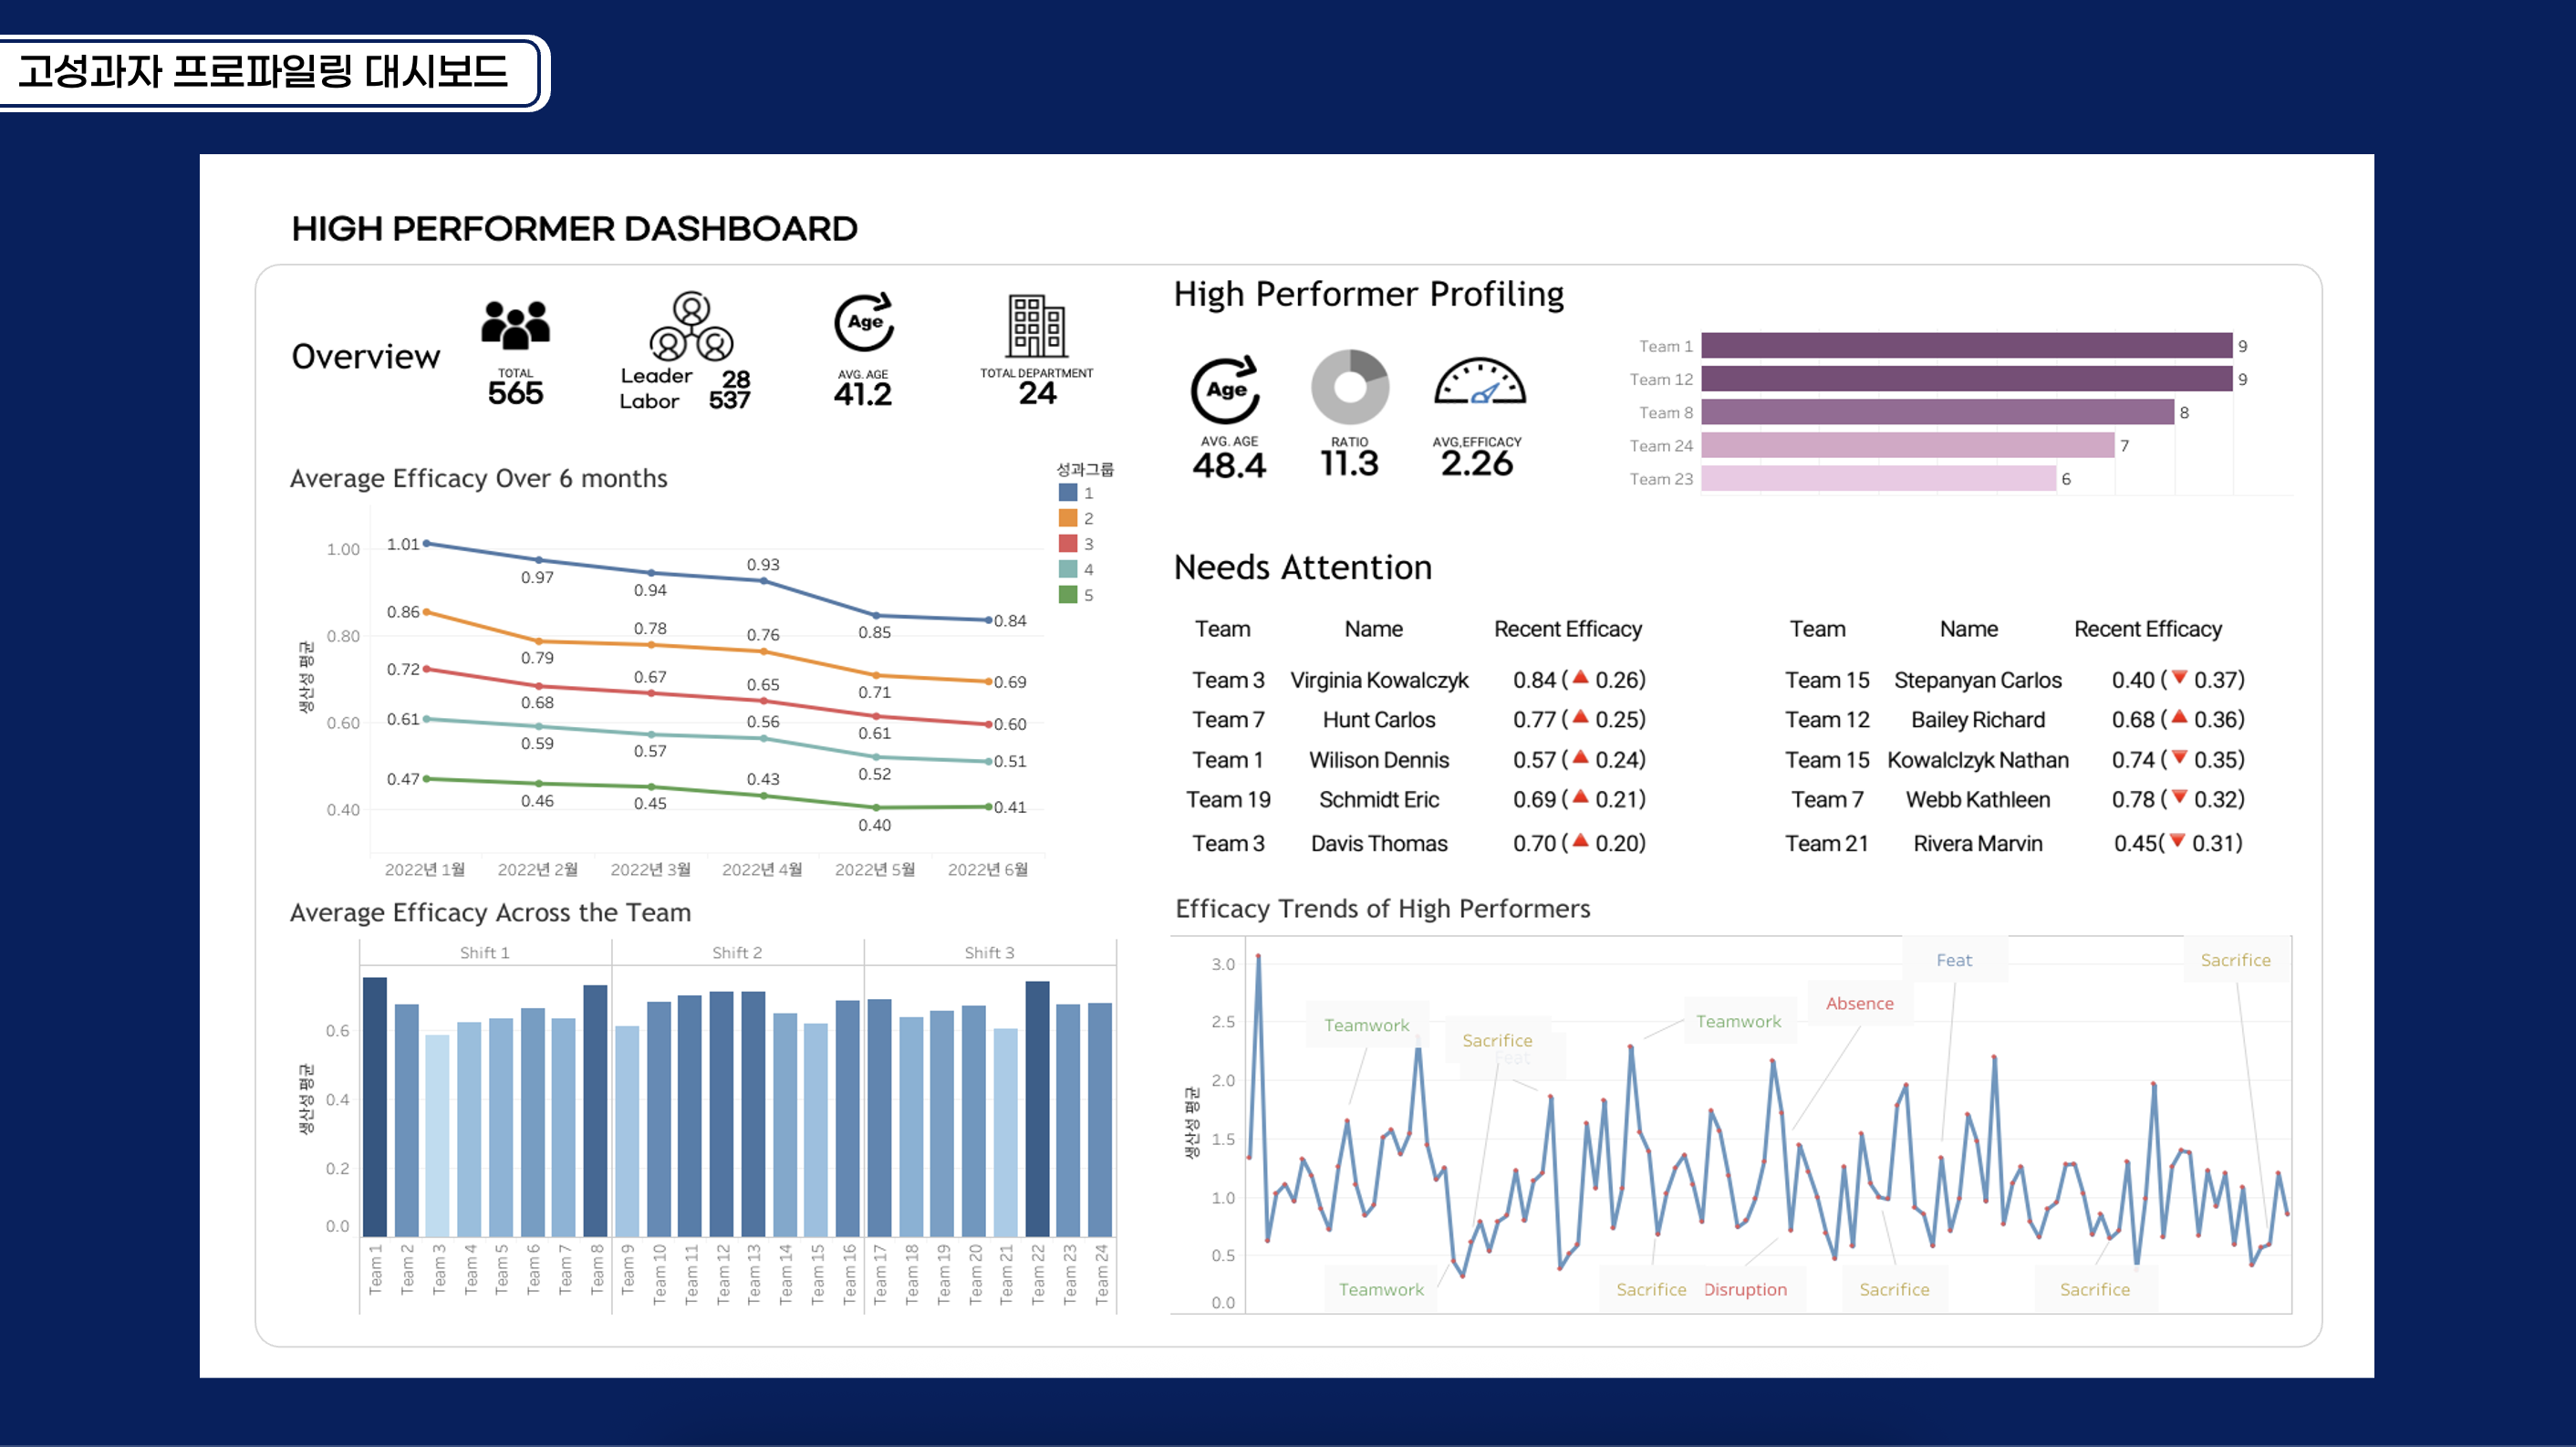 고성과자 프로파일링 대시보드
HIGH PERFORMER DASHBOARD
Overview
TOTAL
565
Leader 28
Labor 537
Age
AVG. AGE
41.2
TOTAL DEPARTMENT
24
Average Efficacy Over 6 months
성과그룹
1
2
3
4
5
생산성 평균
1.00
0.80
0.60
0.40
1.01 0.97 0.94 0.93 0.85 0.84
0.86 0.79 0.78 0.76 0.71 0.69
0.72 0.68 0.67 0.65 0.61 0.60
0.61 0.59 0.57 0.56 0.52 0.51
0.47 0.46 0.45 0.43 0.40 0.41
2022년 1월 2022년 2월 2022년 3월 2022년 4월 2022년 5월 2022년 6월
Average Efficacy Across the Team
Shift 1 Shift 2 Shift 3
생산성 평균
0.6
0.4
0.2
0.0
Team 1 Team 2 Team 3 Team 4 Team 5 Team 6 Team 7 Team 8 Team 9 Team 10 Team 11 Team 12 Team 13 Team 14 Team 15 Team 16 Team 17 Team 18 Team 19 Team 20 Team 21 Team 22 Team 23 Team 24
High Performer Profiling
Age
AVG. AGE
48.4
RATIO
11.3
AVG,EFFICACY
2.26
Team 1 9
Team 12 9
Team 8 8
Team 24 7
Team 23 6
Needs Attention
Team Name Recent Efficacy
Team 3 Virginia Kowalczyk 0.84 (🔺 0.26)
Team 7 Hunt Carlos 0.77 (🔺 0.25)
Team 1 Wilison Dennis 0.57 (🔺 0.24)
Team 19 Schmidt Eric 0.69 (🔺 0.21)
Team 3 Davis Thomas 0.70 (🔺 0.20)
Team Name Recent Efficacy
Team 15 Stepanyan Carlos 0.40 (🔻 0.37)
Team 12 Bailey Richard 0.68 (🔺 0.36)
Team 15 Kowalclzyk Nathan 0.74 (🔻 0.35)
Team 7 Webb Kathleen 0.78 (🔻 0.32)
Team 21 Rivera Marvin 0.45(🔻 0.31)
Efficacy Trends of High Performers
생산성 평균
3.0
2.5
2.0
1.5
1.0
0.5
0.0
Feat
Sacrifice
Absence
Teamwork
Teamwork
Sacrifice
Feat
Teamwork
Sacrifice
Disruption
Sacrifice
Sacrifice